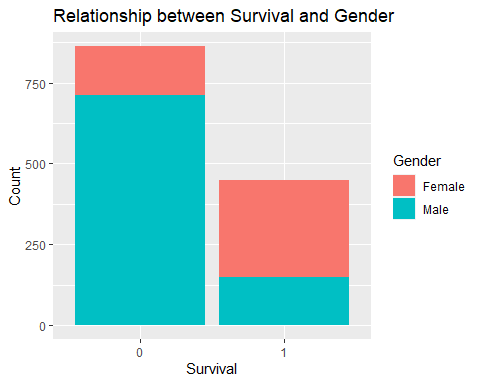 Relationship between Survival and Gender
Count
750
500
250
0
0
1
Survival
Gender
Female
Male